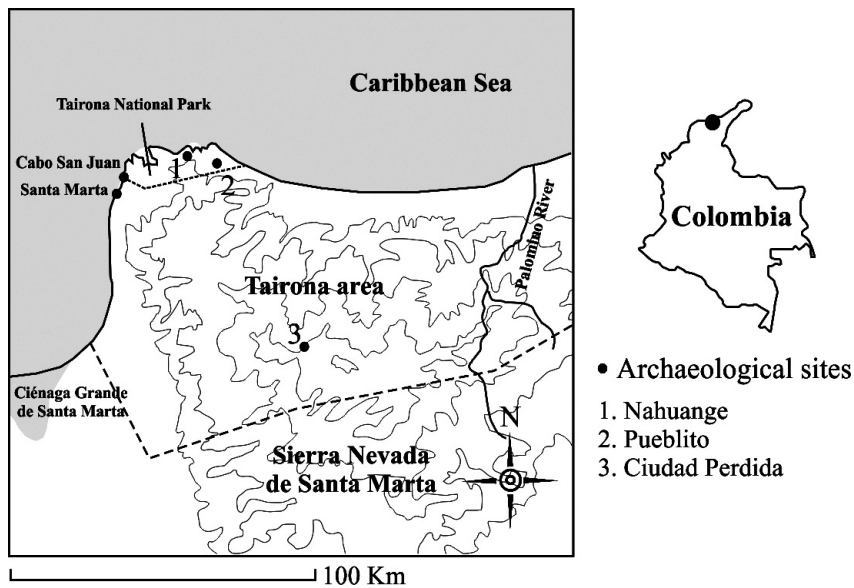 Caribbean Sea
Tairona National Park
Cabo San Juan
Santa Marta
1
2
Palomino River
Tairona area
3
Ciénaga Grande
de Santa Marta
N
Sierra Nevada
de Santa Marta
100 Km
Colombia
• Archaeological sites
1. Nahuange
2. Pueblito
3. Ciudad Perdida